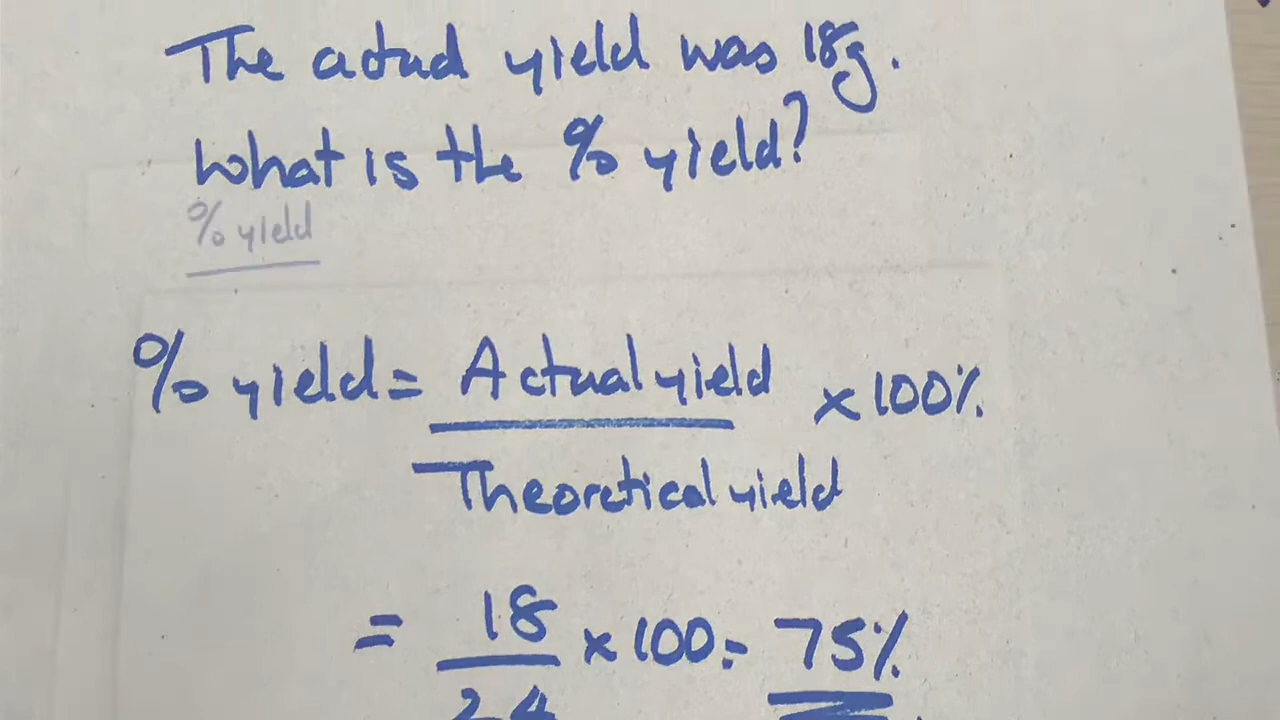 The actual yield was 18g.
What is the % yield?
% yield
% yield = Actual yield x 100%
Theoretical yield
= 18 x 100 = 75%
24